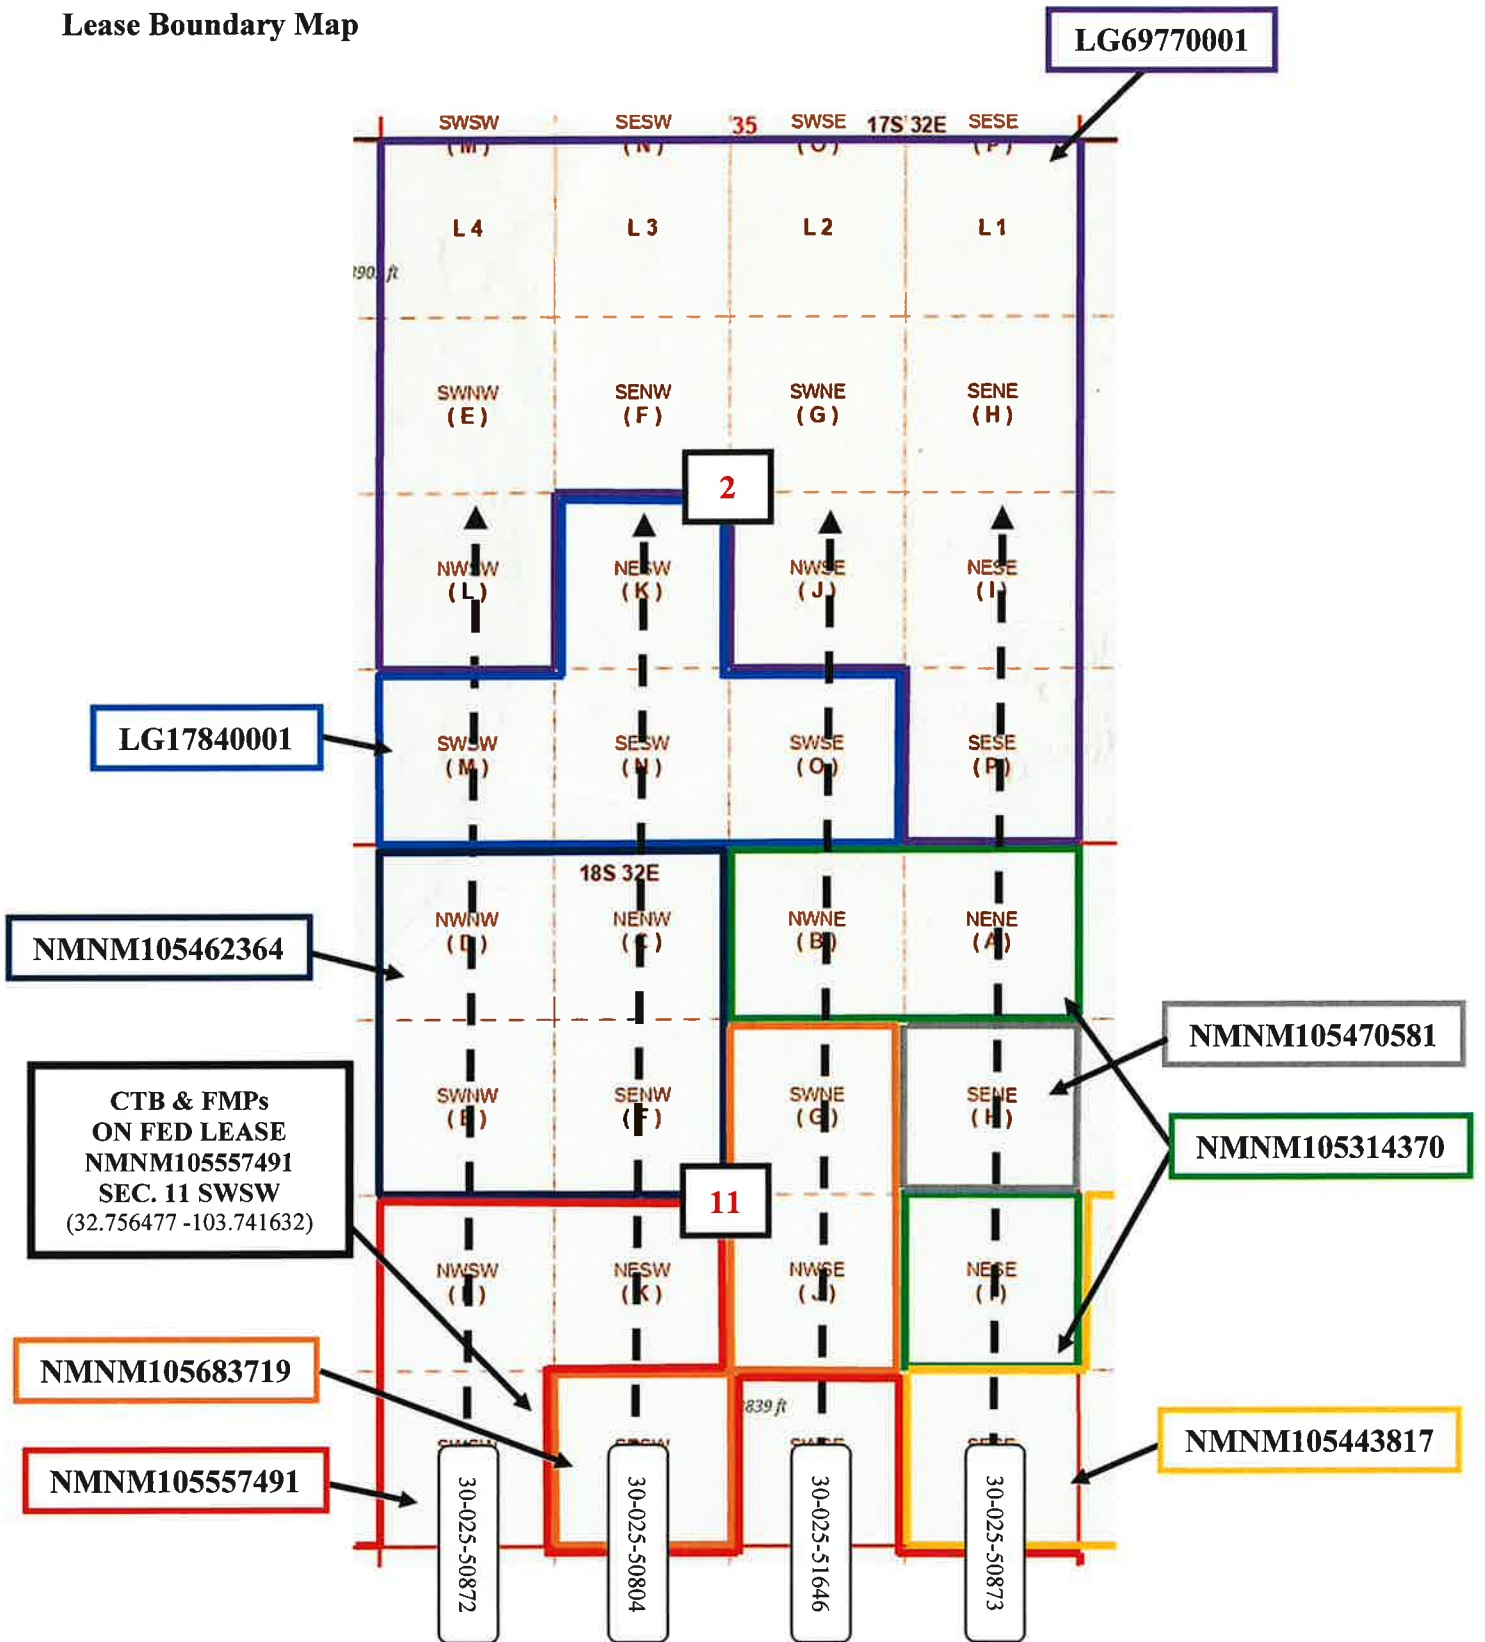 Lease Boundary Map
LG69770001
SWSW SESW 35 SWSE 17S 32E SESE
(M) (N) (O) (P)
L 4 L 3 L 2 L 1
SWNW SENW SWNE SENE
(E) (F) (G) (H)
2
NWSW NESW NWSE NESE
(L) (K) (J) (I)
LG17840001
SWSW SESW SWSE SESE
(M) (N) (O) (P)
18S 32E
NWNW NENW NWNE NENE
(D) (C) (B) (A)
NMNM105462364
NMNM105470581
SWNW SENW SWNE SENE
(E) (F) (G) (H)
CTB & FMPs
ON FED LEASE
NMNM105557491
SEC. 11 SWSW
(32.756477 -103.741632)
NMNM105314370
11
NWSW NESW NWSE NESE
(L) (K) (J) (I)
NMNM105683719
839 ft
NMNM105443817
NMNM105557491
30-025-50872
30-025-50804
30-025-51646
30-025-50873